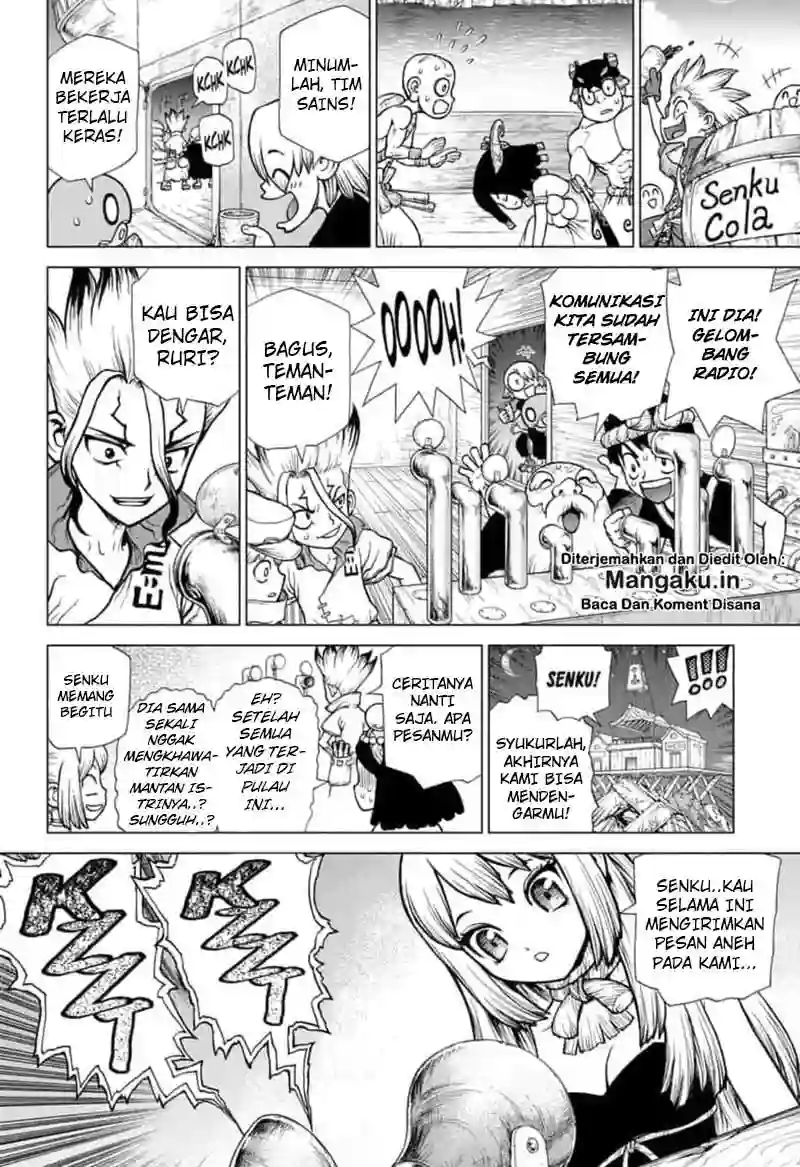 Senku
Cola
MINUM-
LAH, TIM
SAINS!
KCHK
KCHK
KCHK
MEREKA
BEKERJA
TERLALU
KERAS!
INI DIA!
GELOM-
BANG
RADIO!
KOMUNIKASI
KITA SUDAH
TERSAM-
BUNG
SEMUA!
OOOOH!
BAGUS,
TEMAN-
TEMAN!
E=m
Diterjemahkan dan Diedit Oleh :
Mangaku.in
Baca Dan Koment Disana
KAU BISA
DENGAR,
RURI?
E=m
!!!
SENKU!
SYUKURLAH,
AKHIRNYA
KAMI BISA
MENDEN-
GARMU!
CERITANYA
NANTI
SAJA. APA
PESANMU?
EH?
SETELAH
SEMUA
YANG TER-
JADI DI
PULAU
INI...
DIA SAMA
SEKALI
NGGAK
MENGKHAWA-
TIRKAN
MANTAN IS-
TRINYA..?
SUNGGUH..?
SENKU
MEMANG
BEGITU
SENKU..KAU
SELAMA INI
MENGIRIMKAN
PESAN ANEH
PADA KAMI...
KZZT
KZZT